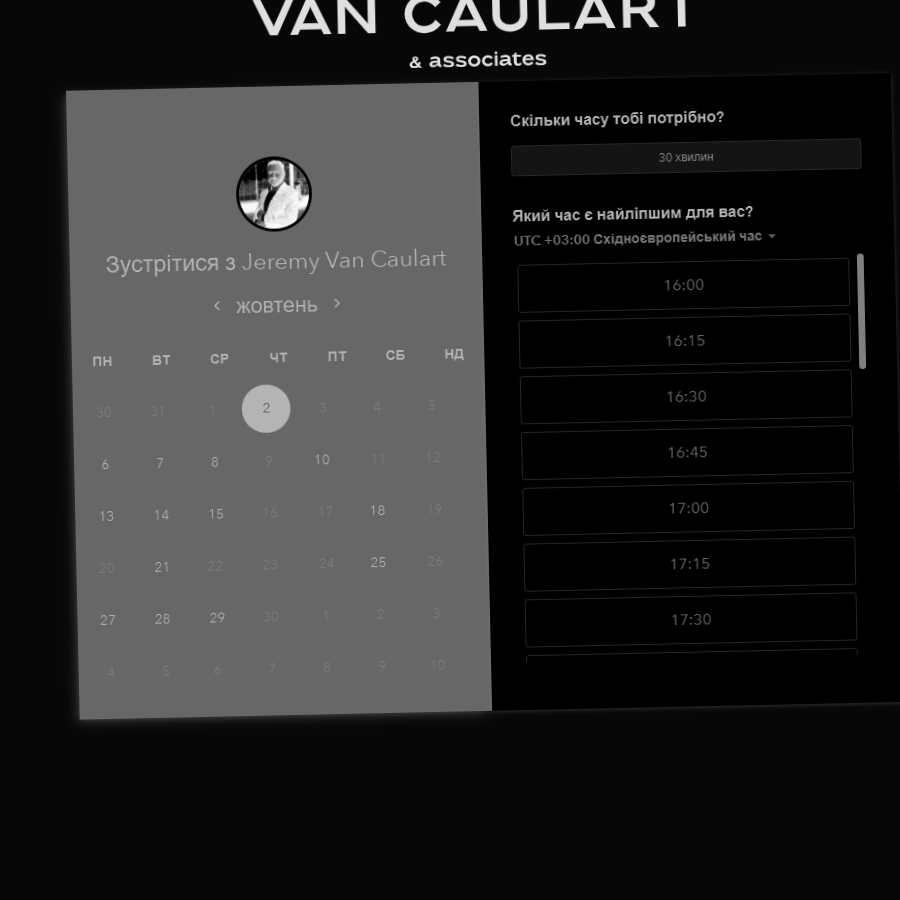 VAN CAULART
& associates
Зустрітися з Jeremy Van Caulart
жовтень
ПН ВТ СР ЧТ ПТ СБ НД
30 31 1 2 3 4 5
6 7 8 9 10 11 12
13 14 15 16 17 18 19
20 21 22 23 24 25 26
27 28 29 30 1 2 3
4 5 6 7 8 9 10
Скільки часу тобі потрібно?
30 хвилин
Який час є найліпшим для вас?
UTC +03:00 Східноєвропейський час
16:00
16:15
16:30
16:45
17:00
17:15
17:30